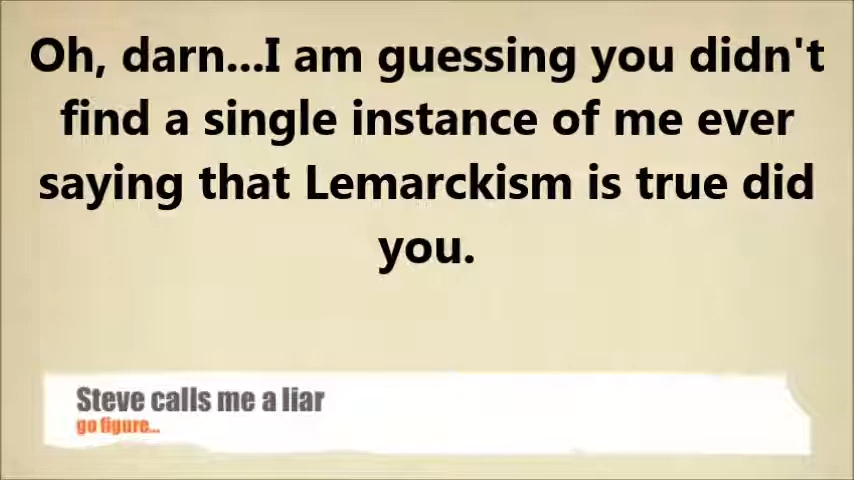 Oh, darn...I am guessing you didn't
find a single instance of me ever
saying that Lemarckism is true did
you.
Steve calls me a liar
go figure...